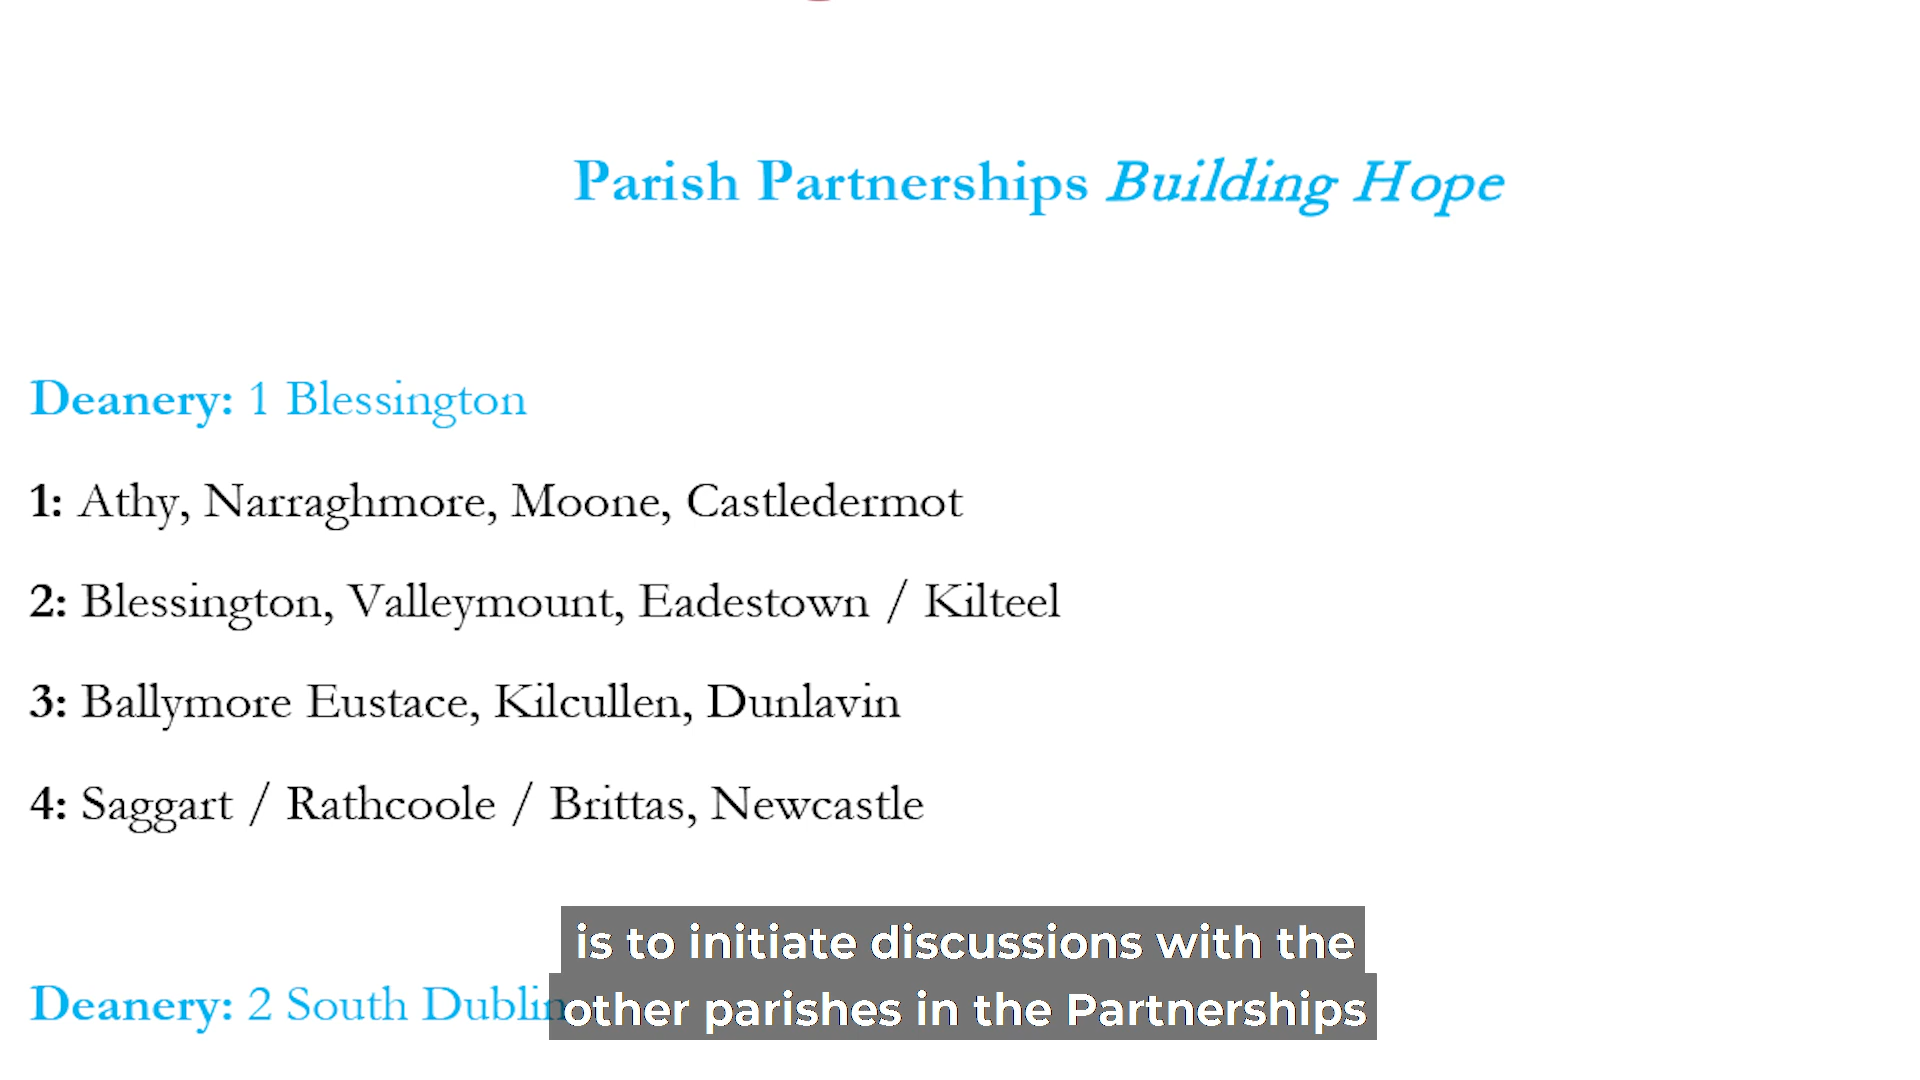 Parish Partnerships Building Hope
Deanery: 1 Blessington
1: Athy, Narraghmore, Moone, Castledermot
2: Blessington, Valleymount, Eadestown / Kilteel
3: Ballymore Eustace, Kilcullen, Dunlavin
4: Saggart / Rathcoole / Brittas, Newcastle
Deanery: 2 South Dublin
is to initiate discussions with the
other parishes in the Partnerships